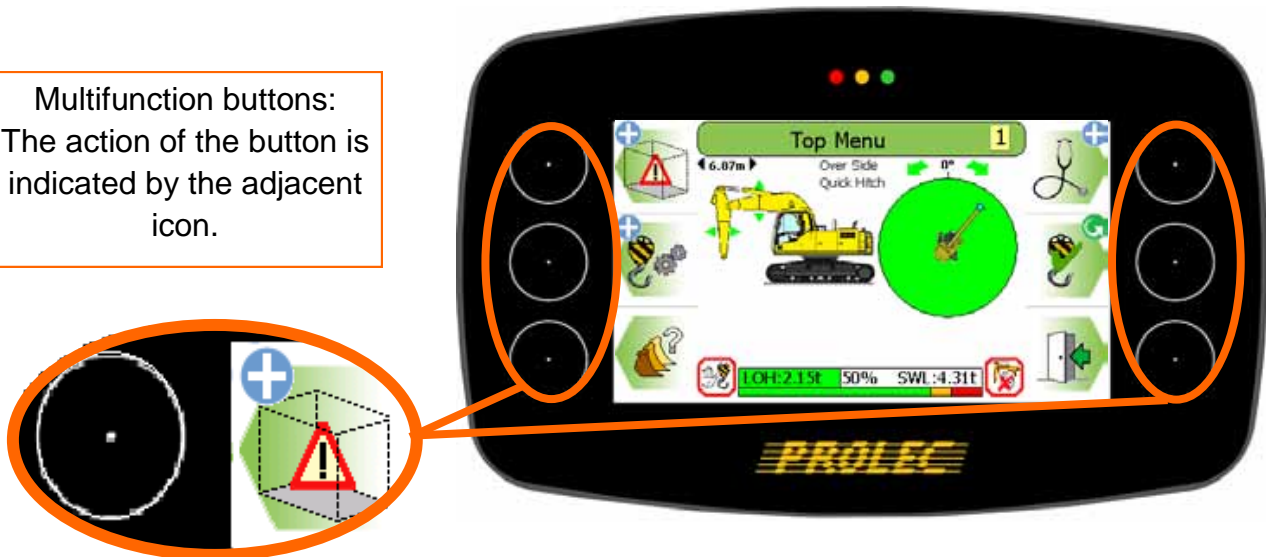 Multifunction buttons:
The action of the button is
indicated by the adjacent
icon.
Top Menu 1
6.07m
Over Side
0°
Quick Hitch
LOH:2.15t 50% SWL:4.31t
PROLEC